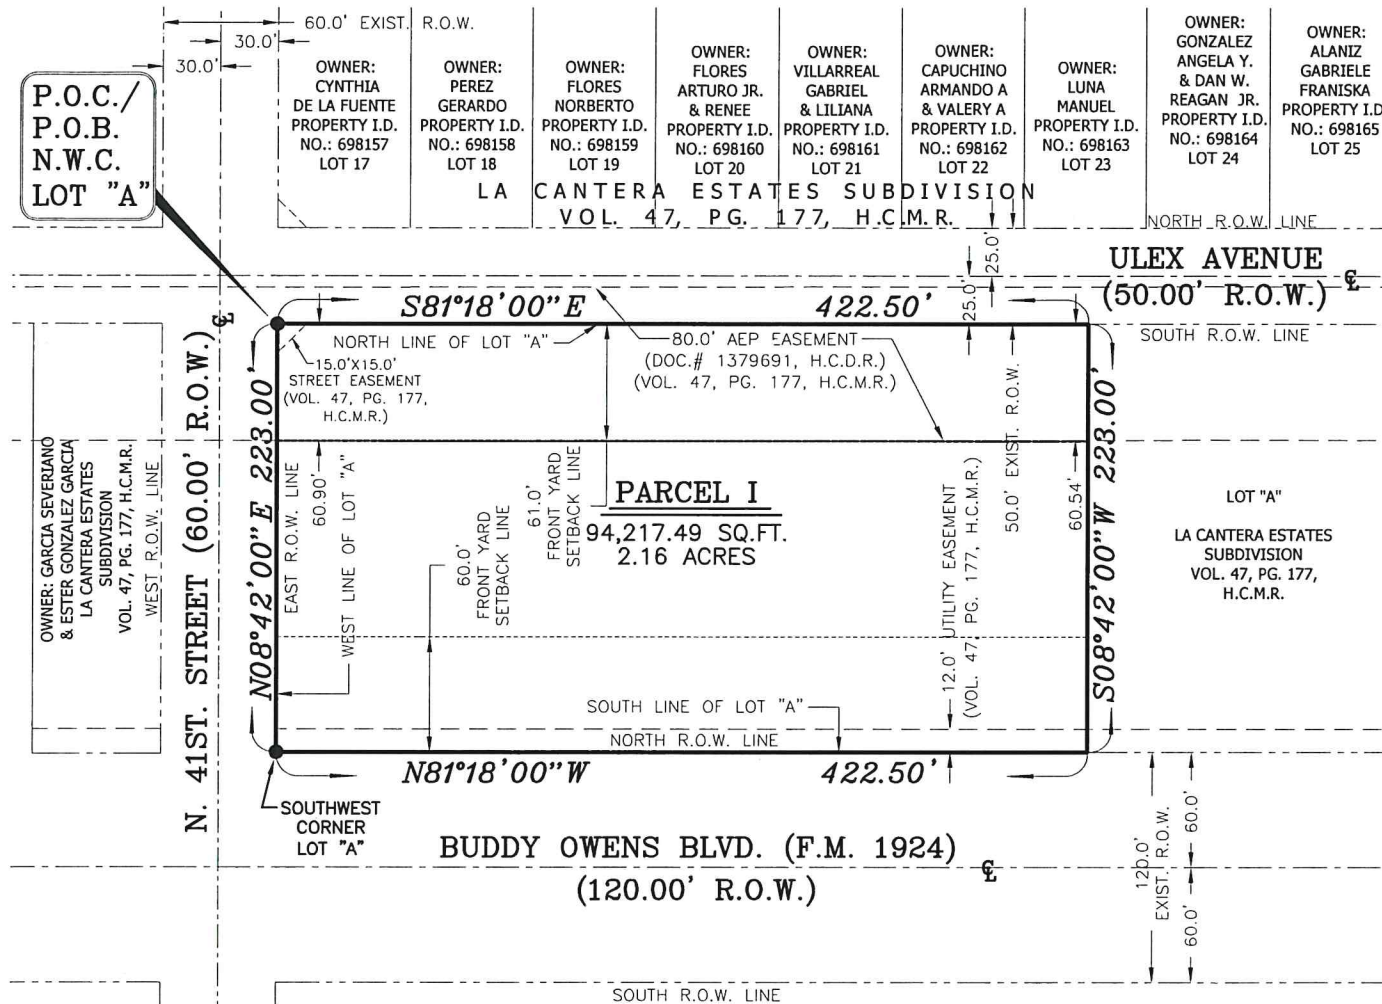 60.0' EXIST. R.O.W.
30.0'
30.0'
P.O.C./
P.O.B.
N.W.C.
LOT "A"
OWNER:
CYNTHIA
DE LA FUENTE
PROPERTY I.D.
NO.: 698157
LOT 17
OWNER:
PEREZ
GERARDO
PROPERTY I.D.
NO.: 698158
LOT 18
OWNER:
FLORES
NORBERTO
PROPERTY I.D.
NO.: 698159
LOT 19
OWNER:
FLORES
ARTURO JR.
& RENEE
PROPERTY I.D.
NO.: 698160
LOT 20
OWNER:
VILLARREAL
GABRIEL
& LILIANA
PROPERTY I.D.
NO.: 698161
LOT 21
OWNER:
CAPUCHINO
ARMANDO A
& VALERY A
PROPERTY I.D.
NO.: 698162
LOT 22
OWNER:
LUNA
MANUEL
PROPERTY I.D.
NO.: 698163
LOT 23
OWNER:
GONZALEZ
ANGELA Y.
& DAN W.
REAGAN JR.
PROPERTY I.D.
NO.: 698164
LOT 24
OWNER:
ALANIZ
GABRIELE
FRANISKA
PROPERTY I.D
NO.: 698165
LOT 25
LA CANTERA ESTATES SUBDIVISION
VOL. 47, PG. 177, H.C.M.R.
NORTH R.O.W. LINE
25.0'
25.0'
ULEX AVENUE
(50.00' R.O.W.)
℄
SOUTH R.O.W. LINE
S81°18'00"E 422.50'
NORTH LINE OF LOT "A"
80.0' AEP EASEMENT
(DOC.# 1379691, H.C.D.R.)
(VOL. 47, PG. 177, H.C.M.R.)
15.0'X15.0'
STREET EASEMENT
(VOL. 47, PG. 177,
H.C.M.R.)
OWNER: GARCIA SEVERIANO
& ESTER GONZALEZ GARCIA
LA CANTERA ESTATES
SUBDIVISION
VOL. 47, PG. 177, H.C.M.R.
WEST R.O.W. LINE
N. 41ST. STREET (60.00' R.O.W.)
℄
N08°42'00"E 223.00'
EAST R.O.W. LINE
60.90'
WEST LINE OF LOT "A"
60.0'
FRONT YARD
SETBACK LINE
61.0'
FRONT YARD
SETBACK LINE
PARCEL I
94,217.49 SQ.FT.
2.16 ACRES
12.0' UTILITY EASEMENT
(VOL. 47, PG. 177, H.C.M.R.)
50.0' EXIST. R.O.W.
60.54'
S08°42'00"W 223.00'
LOT "A"
LA CANTERA ESTATES
SUBDIVISION
VOL. 47, PG. 177,
H.C.M.R.
SOUTH LINE OF LOT "A"
NORTH R.O.W. LINE
N81°18'00"W 422.50'
SOUTHWEST
CORNER
LOT "A"
BUDDY OWENS BLVD. (F.M. 1924)
℄
(120.00' R.O.W.)
120.0'
EXIST. R.O.W.
60.0'
60.0'
SOUTH R.O.W. LINE